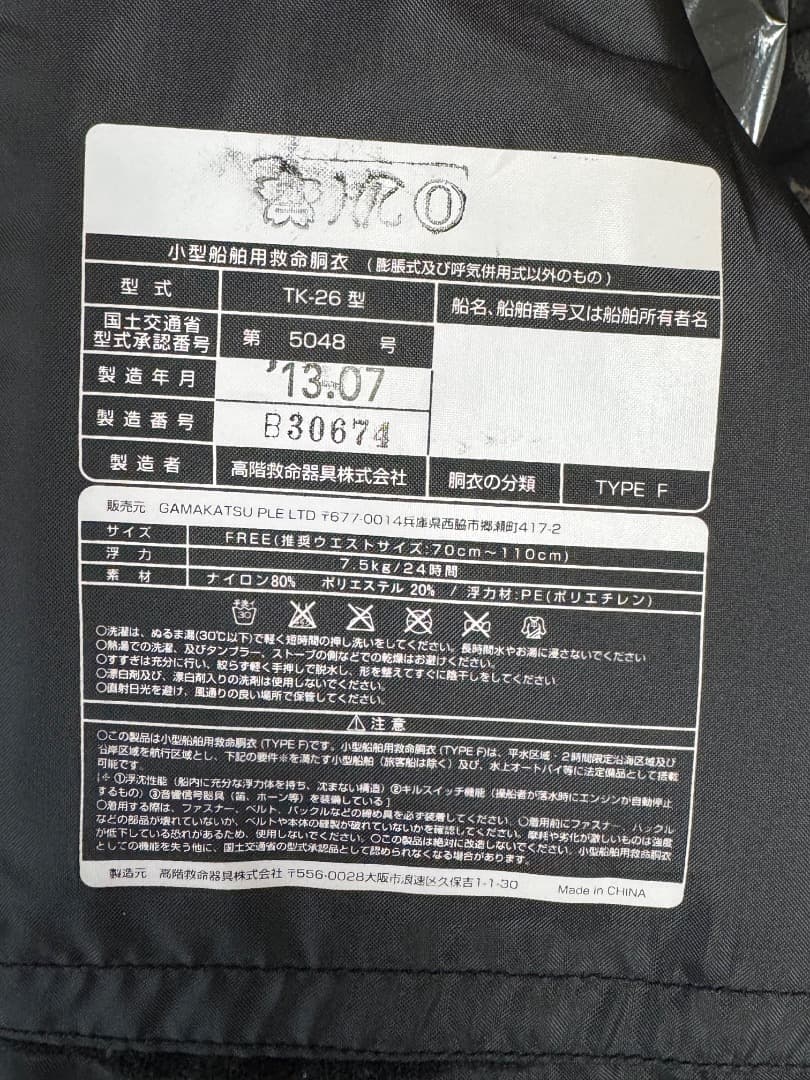 小型船舶用救命胴衣 (膨脹式及び呼気併用式以外のもの)
型式 TK-26 型 船名、船舶番号又は船舶所有者名
国土交通省型式承認番号 第 5048 号
製造年月 '13.07
製造番号 B30674
製造者 高階救命器具株式会社 胴衣の分類 TYPE F
販売元 GAMAKATSU PLE LTD 〒677-0014兵庫県西脇市郷瀬町417-2
サイズ FREE(推奨ウエストサイズ:70cm~110cm)
浮力 7.5kg/24時間
素材 ナイロン80% ポリエステル 20% / 浮力材:PE(ポリエチレン)
手洗イ 30
○洗濯は、ぬるま湯(30℃以下)で軽く短時間の押し洗いをしてください。長時間水やお湯に浸さないでください
○熱湯での洗濯、及びタンブラー、ストーブの側などでの乾燥はお避けください。
○すすぎは充分に行い、絞らず軽く手押しで脱水し、形を整えてすぐに陰干しをしてください。
○漂白剤及び、漂白剤入りの洗剤は使用しないでください。
○直射日光を避け、風通りの良い場所で保管してください。
注意
○この製品は小型船舶用救命胴衣 (TYPE F)です。小型船舶用救命胴衣 (TYPE F)は、平水区域・2時間限定沿海区域及び
沿岸区域を航行区域とし、下記の要件※を満たす小型船舶 (旅客船は除く) 及び、水上オートバイ等に法定備品として搭載
可能です。
[※ ①浮沈性能 (船内に充分な浮力体を持ち、沈まない構造) ②キルスイッチ機能 (操船者が落水時にエンジンが自動停止
するもの) ③音響信号器具 (笛、ホーン等) を装備している]
○着用する際は、ファスナー、ベルト、バックルなどの締め具を必ず装着してください。○着用前にファスナー、バックル
などの部品が壊れていないか、ベルトや本体の縫製が破れていないかを確認してください。摩耗や劣化が激しいものは強度
が低下している恐れがあるため、使用しないでください。○この製品は絶対に改造しないでください。小型船舶用救命胴衣
としての機能を失う他に、国土交通省の型式承認品として認められなくなる場合があります。
製造元 高階救命器具株式会社 〒556-0028大阪市浪速区久保吉1-1-30 Made in CHINA